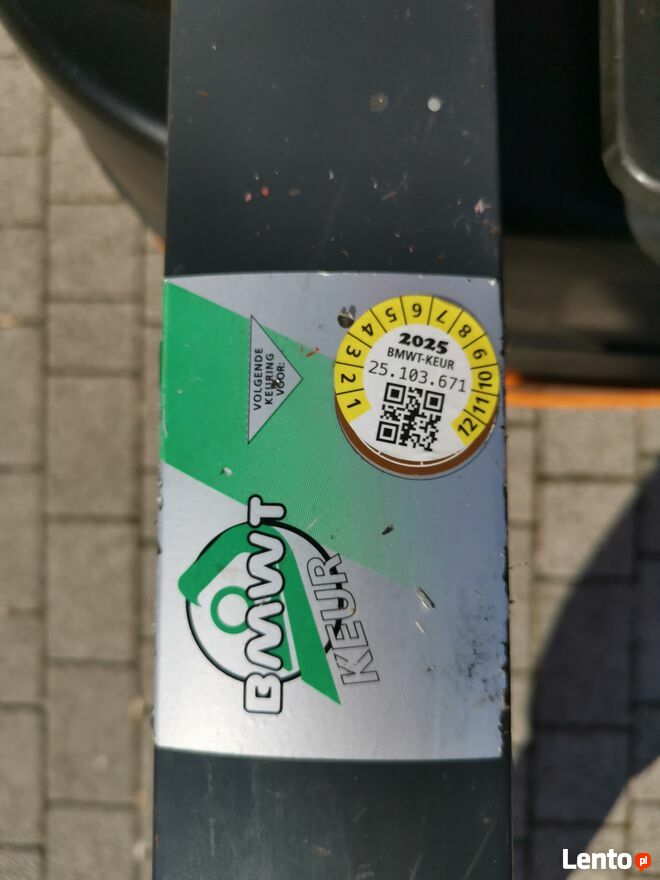 VOLGENDE
KEURING
VOOR:
1 2 3 4 5 6 7 8 9 10 11 12
2025
BMWT-KEUR
25.103.671
BMWT
KEUR
Lento.pl